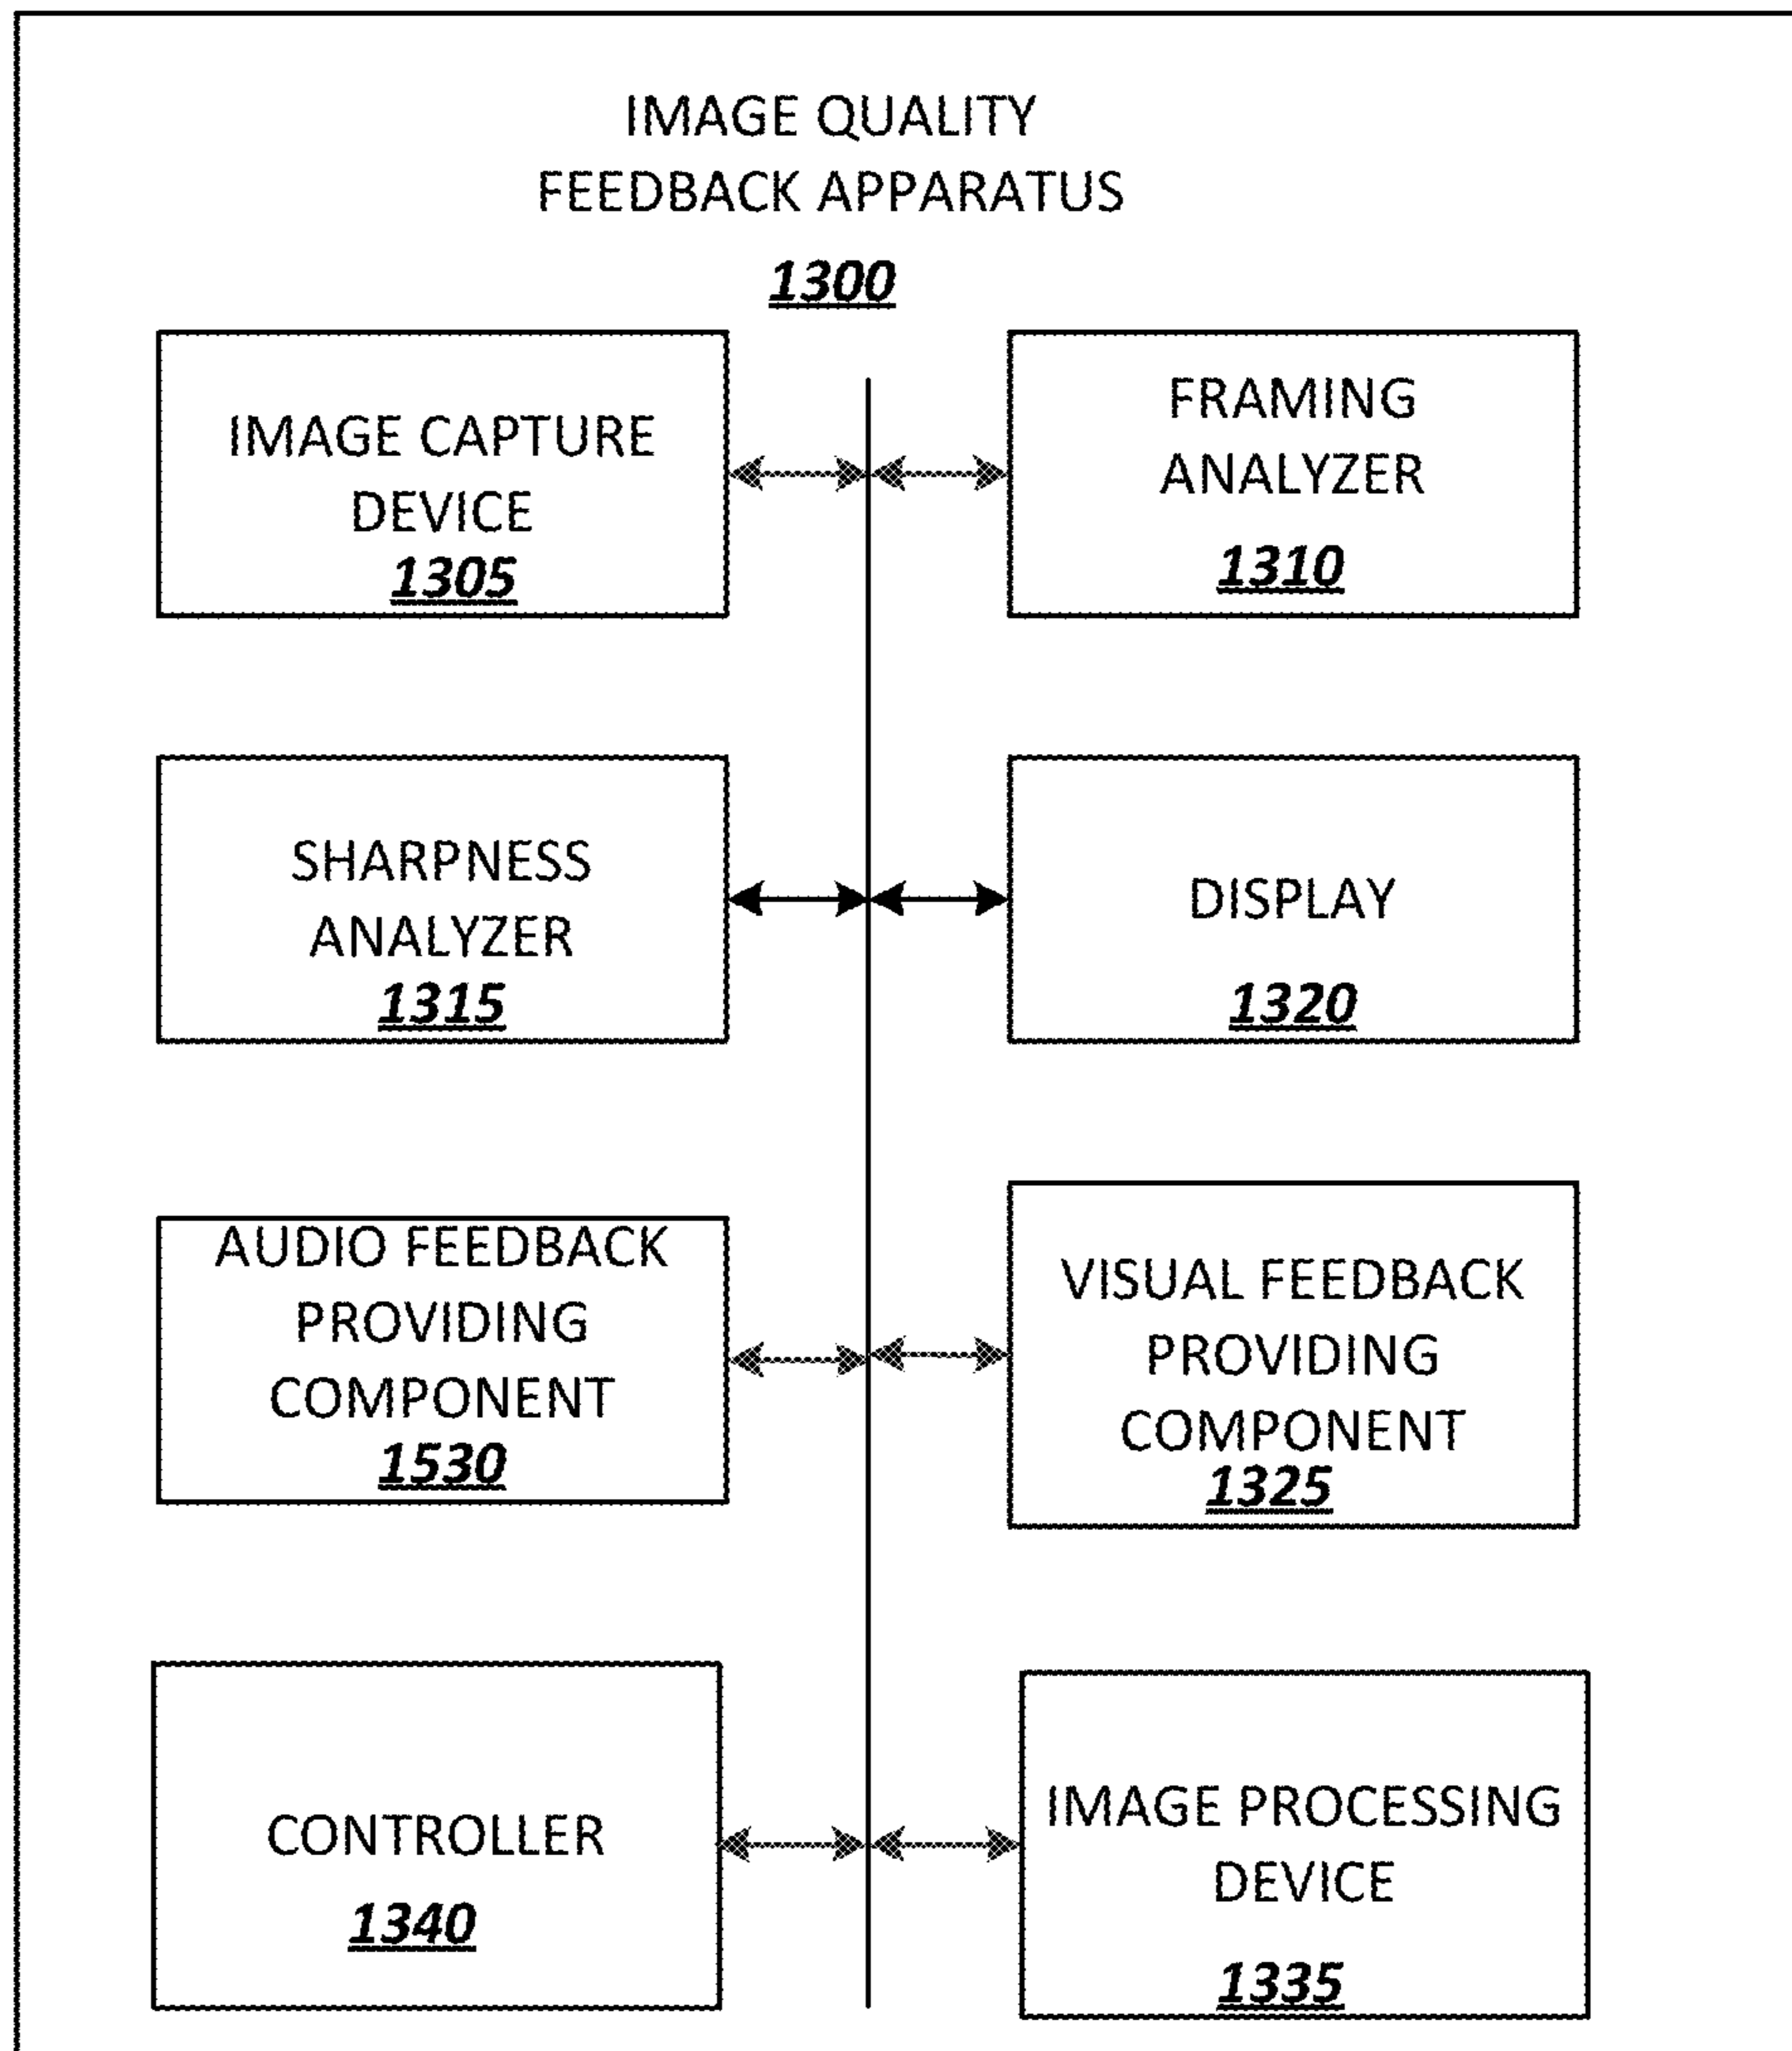 IMAGE QUALITY
FEEDBACK APPARATUS
1300
IMAGE CAPTURE
DEVICE
1305
FRAMING
ANALYZER
1310
SHARPNESS
ANALYZER
1315
DISPLAY
1320
AUDIO FEEDBACK
PROVIDING
COMPONENT
1530
VISUAL FEEDBACK
PROVIDING
COMPONENT
1325
CONTROLLER
1340
IMAGE PROCESSING
DEVICE
1335